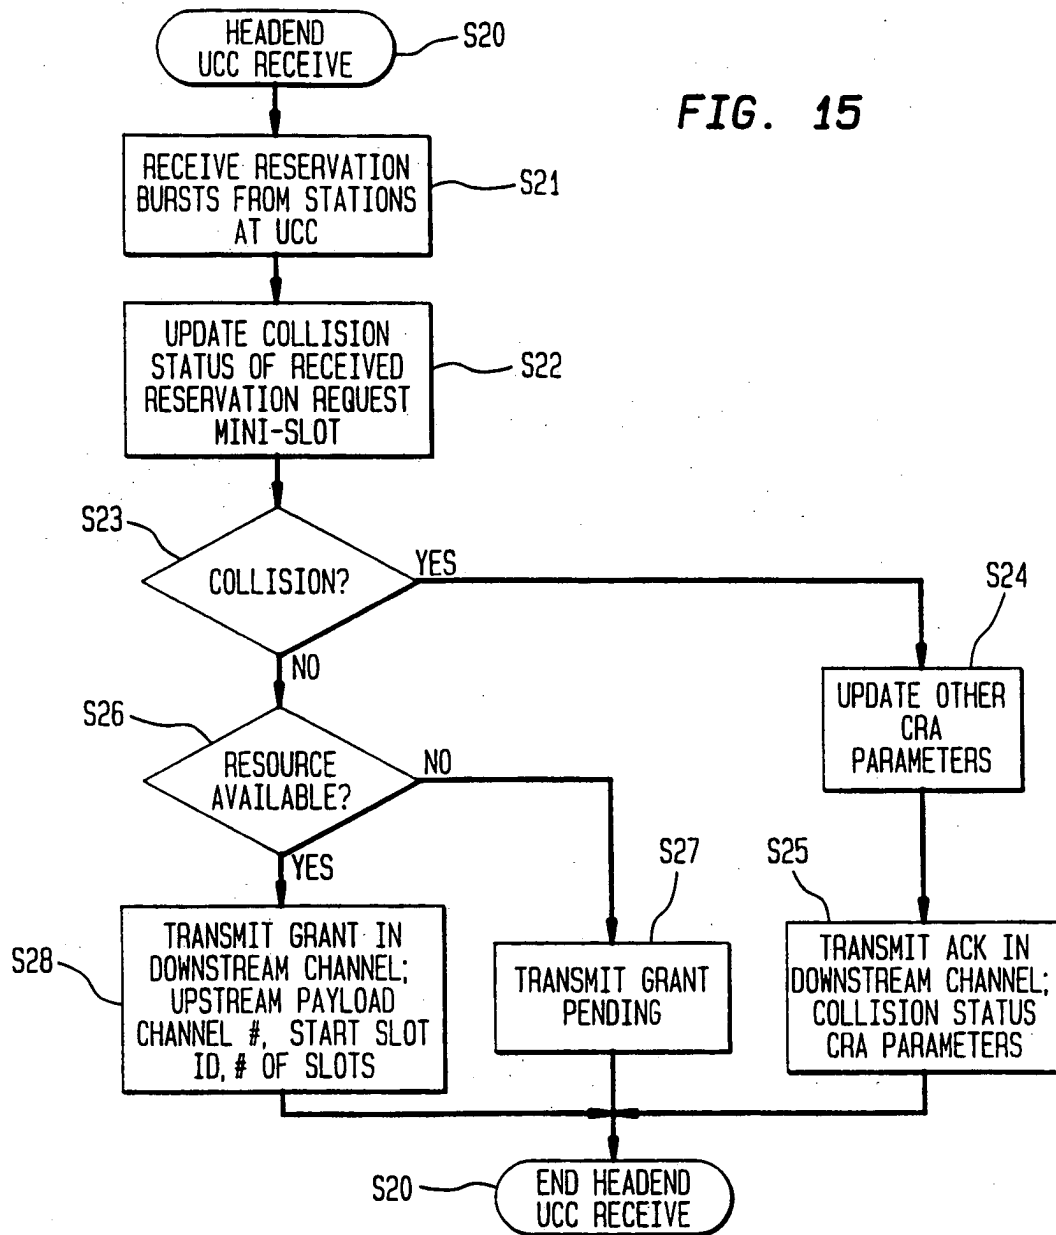 HEADEND
UCC RECEIVE
S20
FIG. 15
RECEIVE RESERVATION
BURSTS FROM STATIONS
AT UCC
S21
UPDATE COLLISION
STATUS OF RECEIVED
RESERVATION REQUEST
MINI-SLOT
S22
S23
COLLISION?
YES
NO
S24
UPDATE OTHER
CRA
PARAMETERS
S26
RESOURCE
AVAILABLE?
NO
YES
S27
S25
S28
TRANSMIT GRANT IN
DOWNSTREAM CHANNEL;
UPSTREAM PAYLOAD
CHANNEL #, START SLOT
ID, # OF SLOTS
TRANSMIT GRANT
PENDING
TRANSMIT ACK IN
DOWNSTREAM CHANNEL;
COLLISION STATUS
CRA PARAMETERS
S20
END HEADEND
UCC RECEIVE